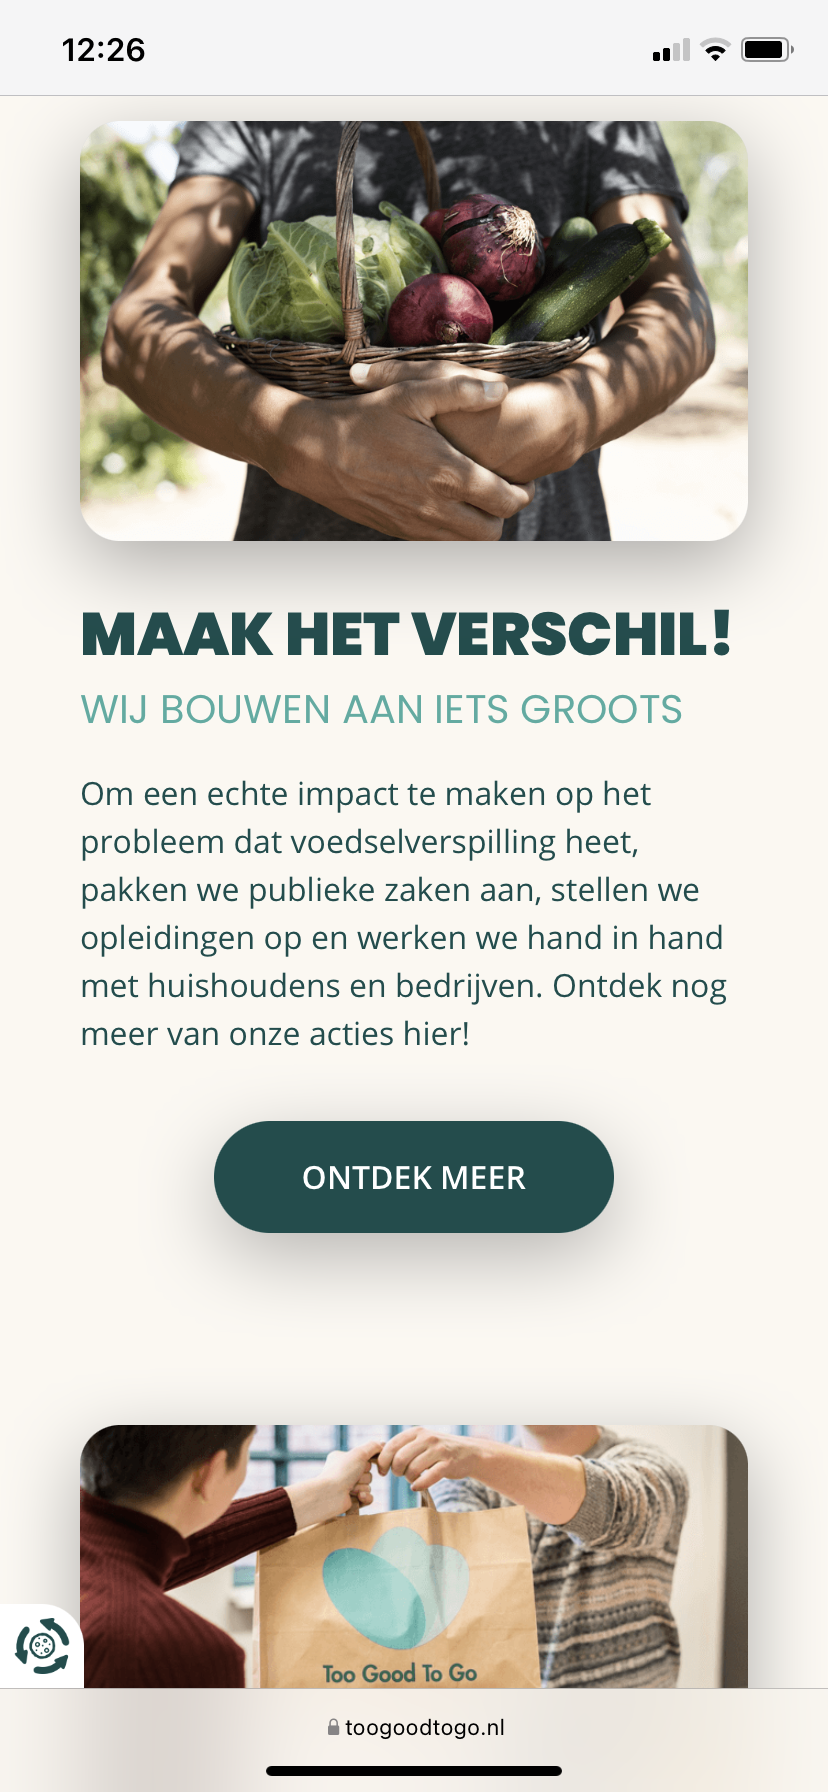 12:26
MAAK HET VERSCHIL!
WIJ BOUWEN AAN IETS GROOTS
Om een echte impact te maken op het
probleem dat voedselverspilling heet,
pakken we publieke zaken aan, stellen we
opleidingen op en werken we hand in hand
met huishoudens en bedrijven. Ontdek nog
meer van onze acties hier!
ONTDEK MEER
Too Good To Go
toogoodtogo.nl